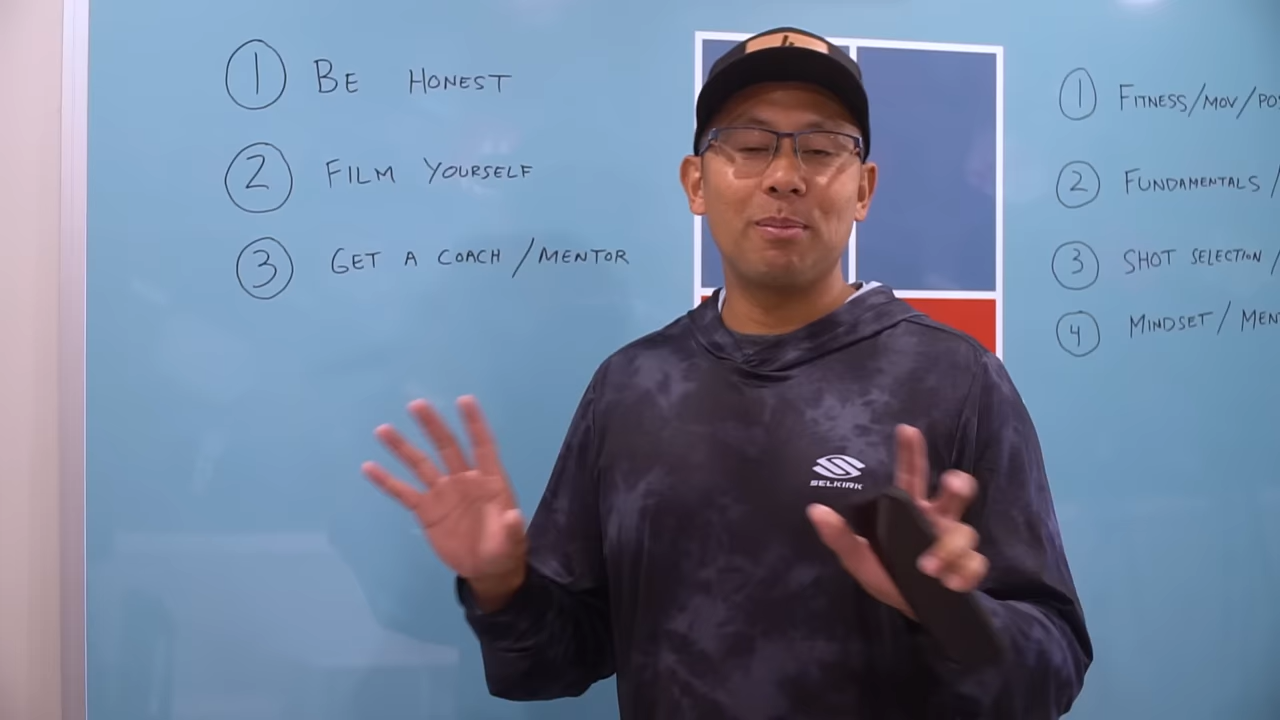 1 BE HONEST
2 FILM YOURSELF
3 GET A COACH / MENTOR
1 FITNESS/MOV/
2 FUNDAMENTALS /
3 SHOT SELECTION /
4 MINDSET /
SELKIRK